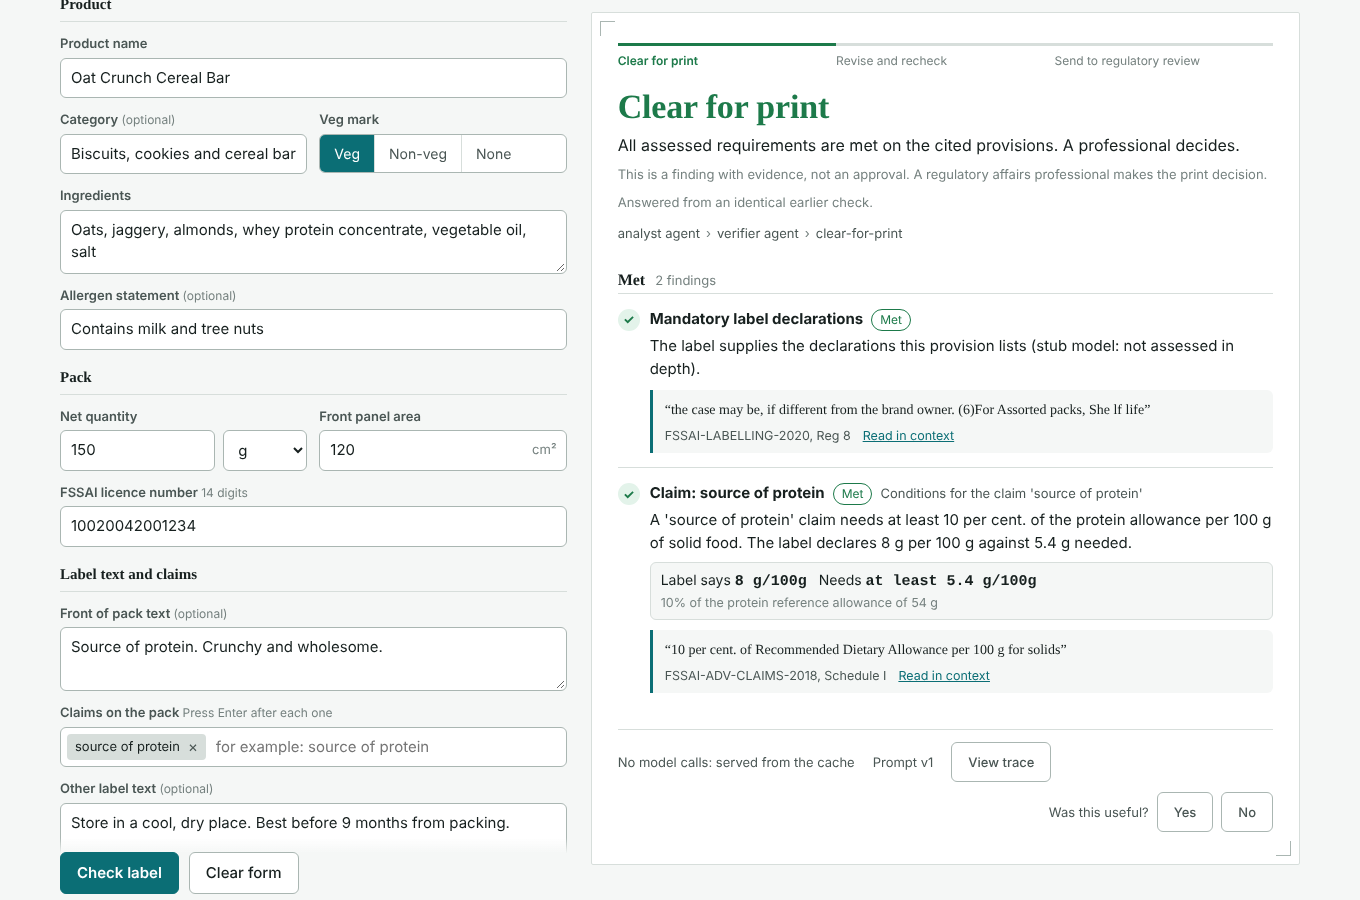 Product
Product name
Oat Crunch Cereal Bar
Category (optional)
Veg mark
Biscuits, cookies and cereal bar
Veg
Non-veg
None
Ingredients
Oats, jaggery, almonds, whey protein concentrate, vegetable oil,
salt
Allergen statement (optional)
Contains milk and tree nuts
Pack
Net quantity
Front panel area
150
g
120
cm²
FSSAI licence number 14 digits
10020042001234
Label text and claims
Front of pack text (optional)
Source of protein. Crunchy and wholesome.
Claims on the pack Press Enter after each one
source of protein ×
for example: source of protein
Other label text (optional)
Store in a cool, dry place. Best before 9 months from packing.
Check label
Clear form
Clear for print
Revise and recheck
Send to regulatory review
Clear for print
All assessed requirements are met on the cited provisions. A professional decides.
This is a finding with evidence, not an approval. A regulatory affairs professional makes the print decision.
Answered from an identical earlier check.
analyst agent › verifier agent › clear-for-print
Met 2 findings
Mandatory label declarations Met
The label supplies the declarations this provision lists (stub model: not assessed in
depth).
“the case may be, if different from the brand owner. (6)For Assorted packs, She lf life”
FSSAI-LABELLING-2020, Reg 8 Read in context
Claim: source of protein Met Conditions for the claim 'source of protein'
A 'source of protein' claim needs at least 10 per cent. of the protein allowance per 100 g
of solid food. The label declares 8 g per 100 g against 5.4 g needed.
Label says 8 g/100g Needs at least 5.4 g/100g
10% of the protein reference allowance of 54 g
“10 per cent. of Recommended Dietary Allowance per 100 g for solids”
FSSAI-ADV-CLAIMS-2018, Schedule I Read in context
No model calls: served from the cache
Prompt v1
View trace
Was this useful?
Yes
No